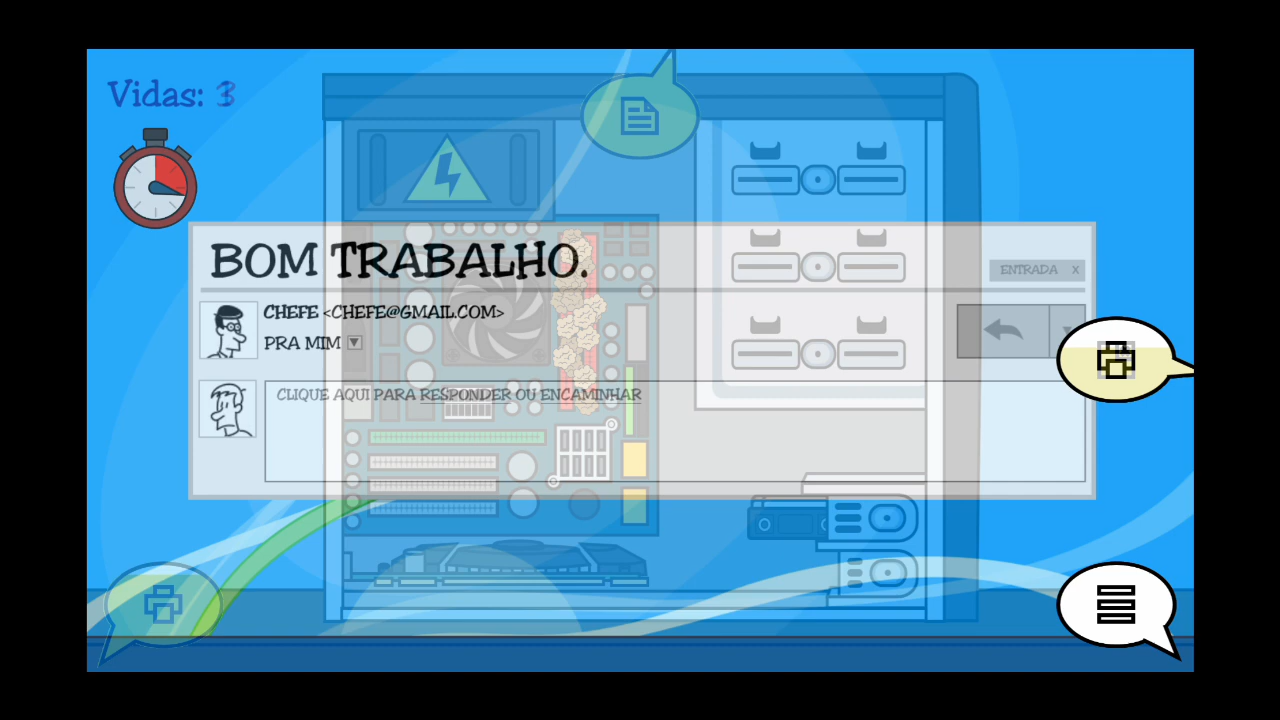 Vidas: 3
BOM TRABALHO.
ENTRADA X
CHEFE <CHEFE@GMAIL.COM>
PRA MIM
CLIQUE AQUI PARA RESPONDER OU ENCAMINHAR